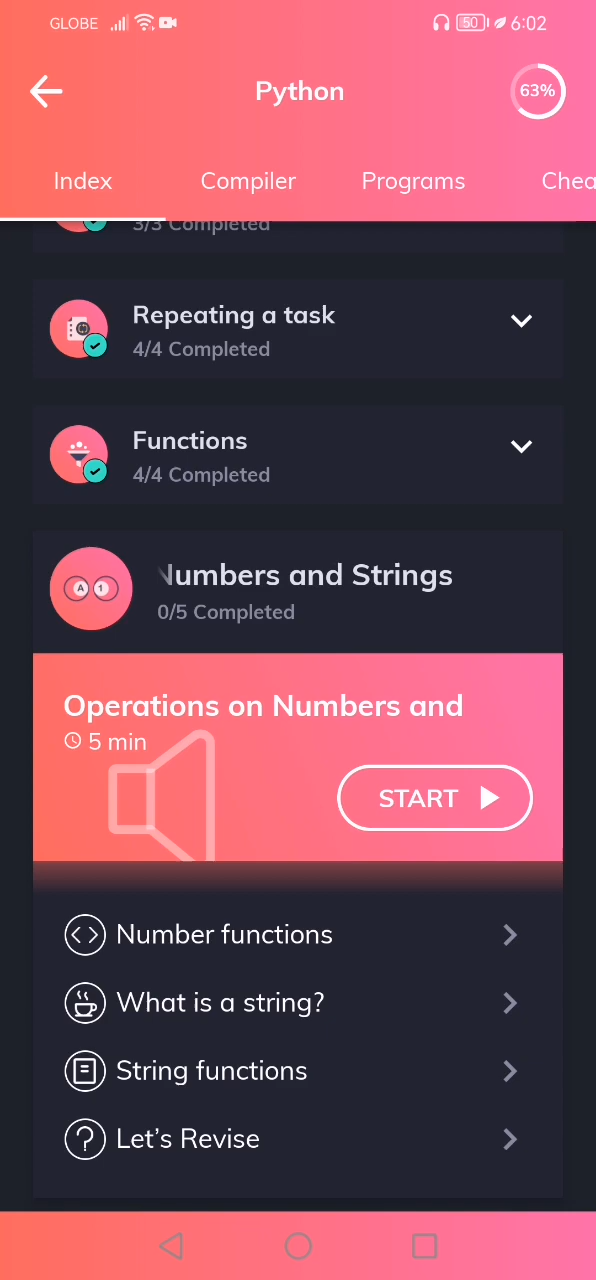 GLOBE
50
6:02
Python
63%
Index Compiler Programs Chea
3/3 Completed
Repeating a task
4/4 Completed
Functions
4/4 Completed
A 1
Numbers and Strings
0/5 Completed
Operations on Numbers and
5 min
START
Number functions
What is a string?
String functions
Let's Revise